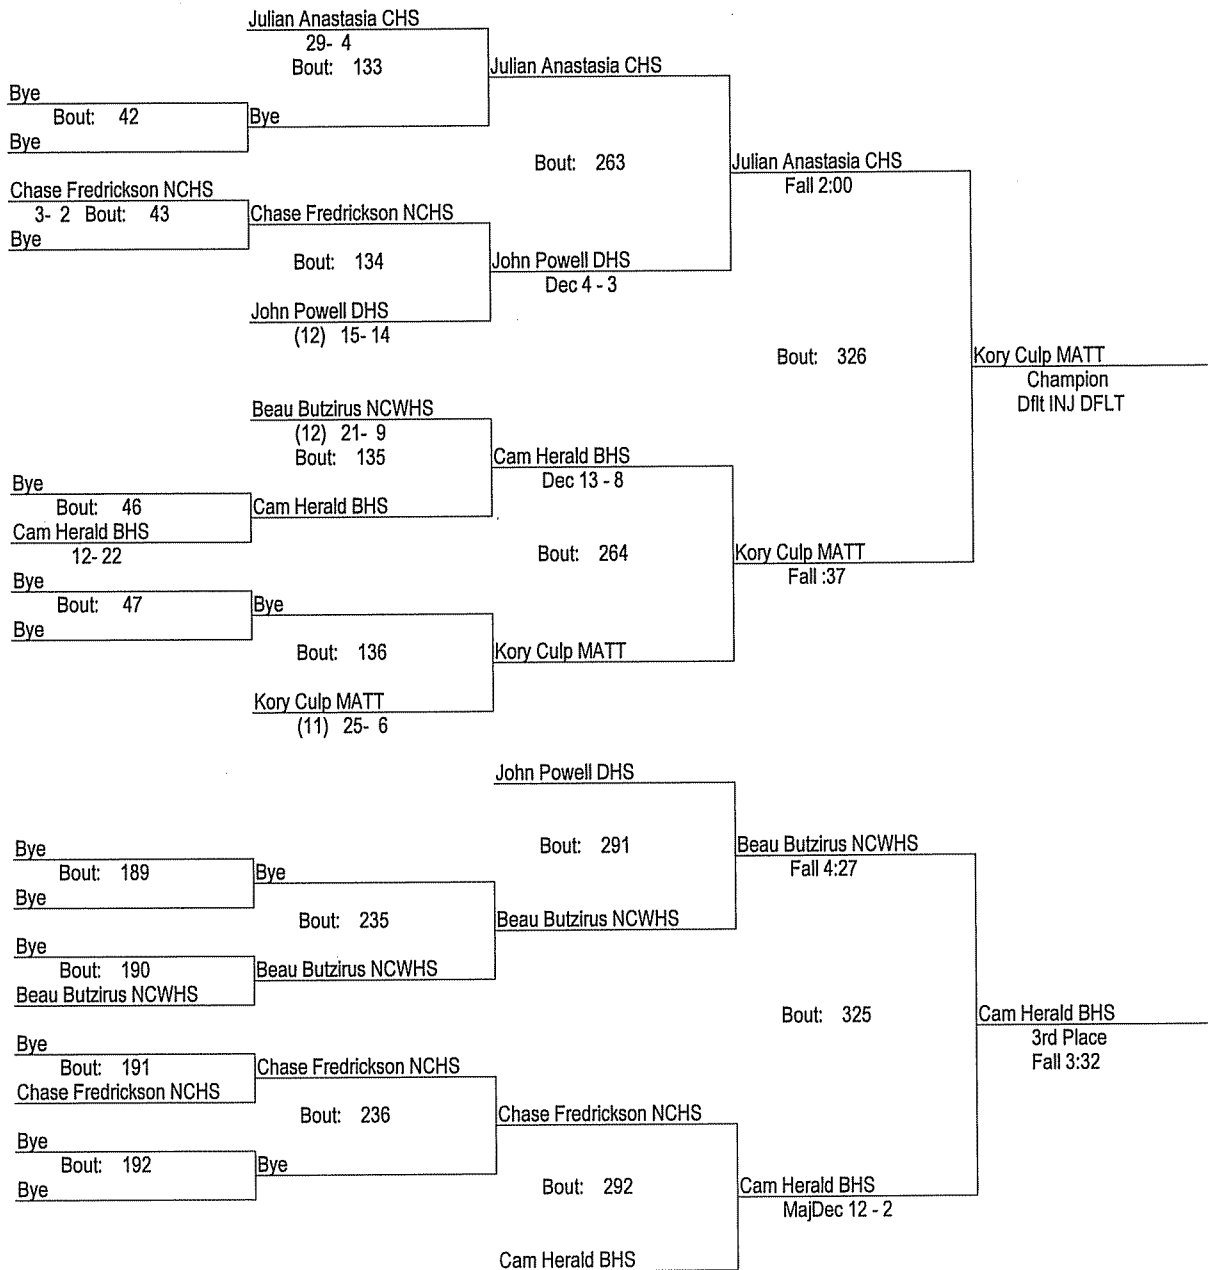 Julian Anastasia CHS
29- 4
Bout: 133
Julian Anastasia CHS
Bye
Bout: 42
Bye
Bye
Bout: 263
Julian Anastasia CHS
Fall 2:00
Chase Fredrickson NCHS
3- 2 Bout: 43
Bye
Chase Fredrickson NCHS
Bout: 134
John Powell DHS
Dec 4 - 3
John Powell DHS
(12) 15- 14
Bout: 326
Kory Culp MATT
Champion
Dflt INJ DFLT
Beau Butzirus NCWHS
(12) 21- 9
Bout: 135
Cam Herald BHS
Dec 13 - 8
Bye
Bout: 46
Cam Herald BHS
12- 22
Cam Herald BHS
Bout: 264
Kory Culp MATT
Fall :37
Bye
Bout: 47
Bye
Bye
Bout: 136
Kory Culp MATT
Kory Culp MATT
(11) 25- 6
John Powell DHS
Bout: 291
Beau Butzirus NCWHS
Fall 4:27
Bye
Bout: 189
Bye
Bye
Bout: 235
Beau Butzirus NCWHS
Bye
Bout: 190
Beau Butzirus NCWHS
Beau Butzirus NCWHS
Bout: 325
Cam Herald BHS
3rd Place
Fall 3:32
Bye
Bout: 191
Chase Fredrickson NCHS
Chase Fredrickson NCHS
Bout: 236
Chase Fredrickson NCHS
Bye
Bout: 192
Bye
Bye
Bout: 292
Cam Herald BHS
MajDec 12 - 2
Cam Herald BHS